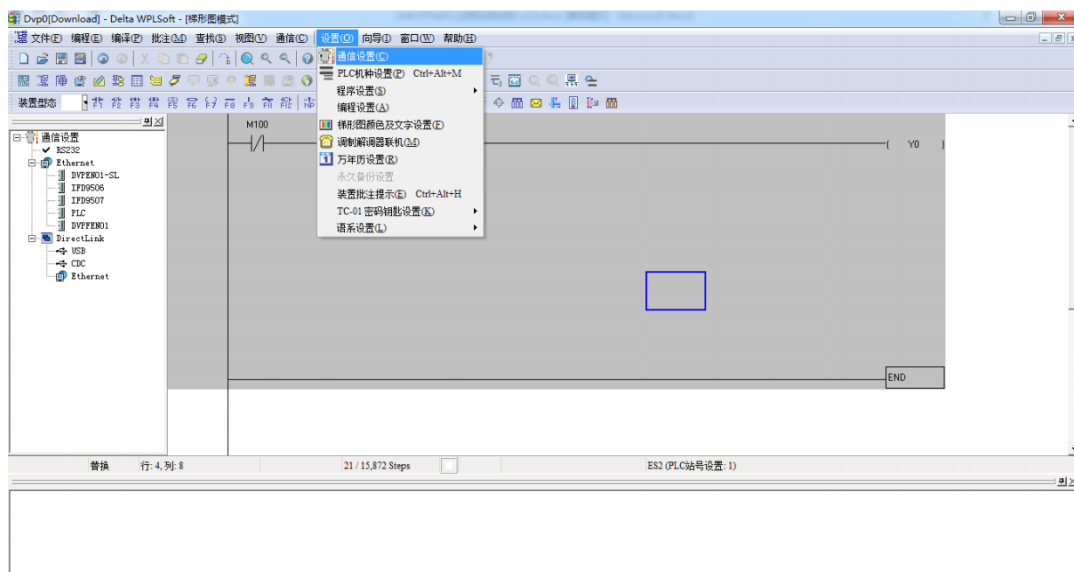 Dvp0[Download] - Delta WPLSoft - [梯形图模式]
文件(F) 编程(E) 编译(P) 批注(M) 查找(S) 视图(V) 通信(C) 设置(O) 向导(I) 窗口(W) 帮助(H)
通信设置(C)
PLC机种设置(P) Ctrl+Alt+M
程序设置(S)
编程设置(A)
梯形图颜色及文字设置(F)
调制解调器联机(M)
万年历设置(R)
永久备份设置
装置批注提示(E) Ctrl+Alt+H
TC-01 密码钥匙设置(K)
语系设置(L)
装置型态
通信设置
RS232
Ethernet
DVPEN01-SL
IFD9506
IFD9507
PLC
DVPFEN01
DirectLink
USB
CDC
Ethernet
M100
Y0
END
替换 行: 4, 列: 8 21 / 15,872 Steps ES2 (PLC站号设置: 1)